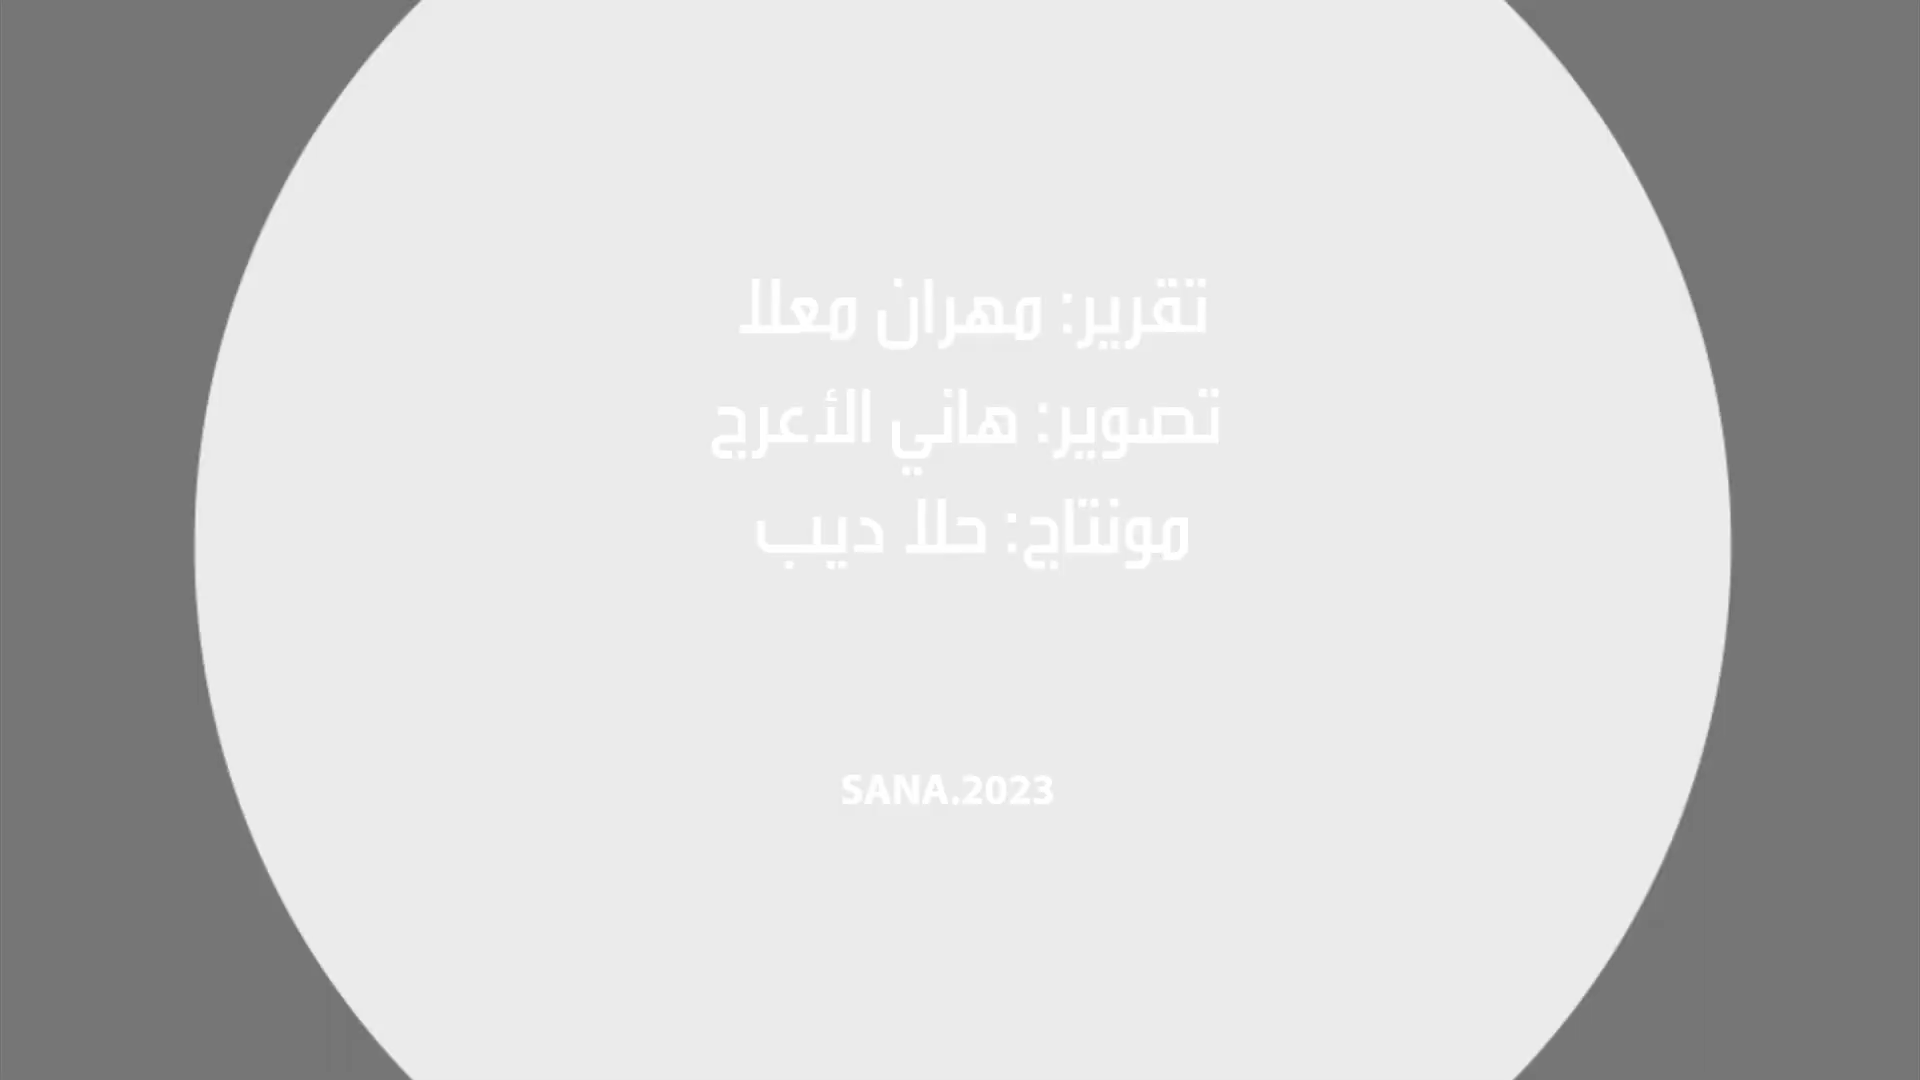 تقرير: مهران معلا
تصوير: هاني الأعرج
مونتاج: حلا ديب
SANA.2023